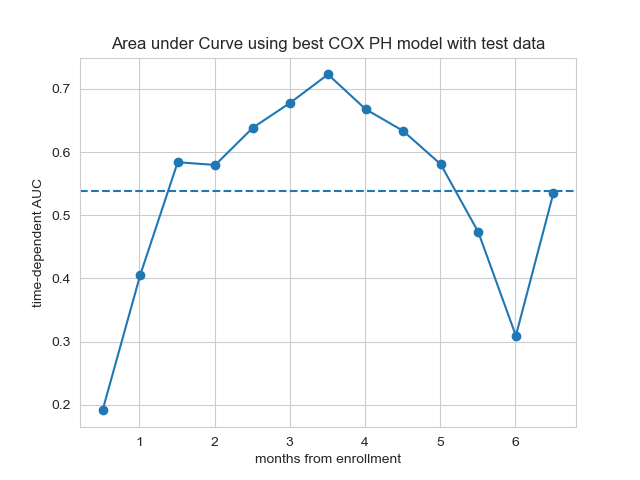 Area under Curve using best COX PH model with test data
time-dependent AUC
0.7
0.6
0.5
0.4
0.3
0.2
1 2 3 4 5 6
months from enrollment